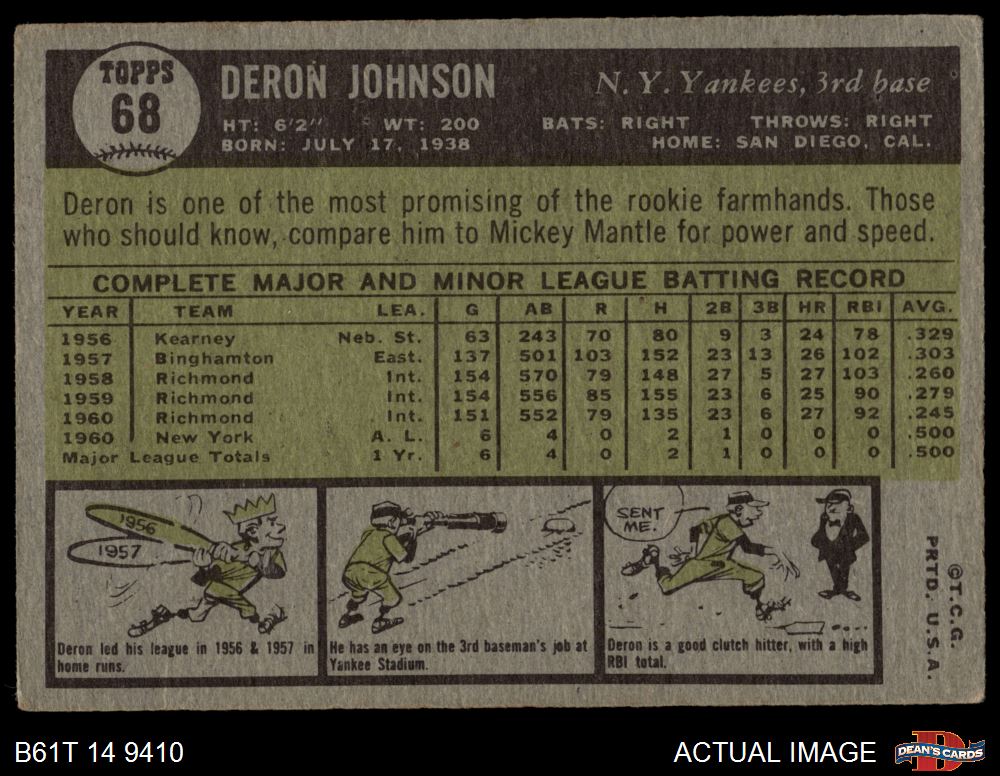 TOPPS
68
DERON JOHNSON
N. Y. Yankees, 3rd base
HT: 6'2" WT: 200 BATS: RIGHT THROWS: RIGHT
BORN: JULY 17, 1938 HOME: SAN DIEGO, CAL.
Deron is one of the most promising of the rookie farmhands. Those
who should know, compare him to Mickey Mantle for power and speed.
COMPLETE MAJOR AND MINOR LEAGUE BATTING RECORD
YEAR TEAM LEA. G AB R H 2B 3B HR RBI AVG.
1956 Kearney Neb. St. 63 243 70 80 9 3 24 78 .329
1957 Binghamton East. 137 501 103 152 23 13 26 102 .303
1958 Richmond Int. 154 570 79 148 27 5 27 103 .260
1959 Richmond Int. 154 556 85 155 23 6 25 90 .279
1960 Richmond Int. 151 552 79 135 23 6 27 92 .245
1960 New York A. L. 6 4 0 2 1 0 0 0 .500
Major League Totals 1 Yr. 6 4 0 2 1 0 0 0 .500
1956
1957
Deron led his league in 1956 & 1957 in
home runs.
He has an eye on the 3rd baseman's job at
Yankee Stadium.
SENT
ME.
Deron is a good clutch hitter, with a high
RBI total.
©T.C.G.
PRTD. U.S.A.
B61T 14 9410
ACTUAL IMAGE
D
DEAN'S CARDS